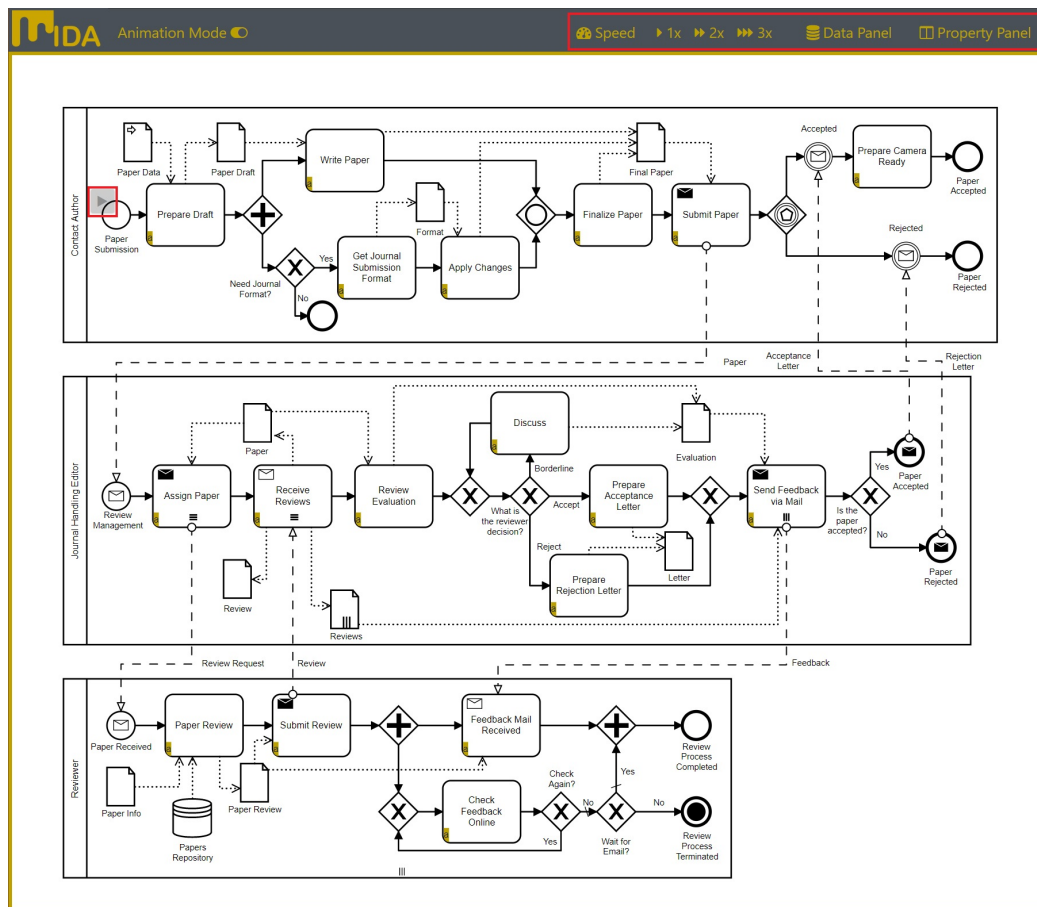 MIDA
Animation Mode
Speed
1x
2x
3x
Data Panel
Property Panel
Contact Author
Paper Data
Paper Draft
Write Paper
Final Paper
Accepted
Prepare Camera
Ready
Paper
Accepted
Paper
Submission
Prepare Draft
Format
Finalize Paper
Submit Paper
Need Journal
Format?
Yes
No
Get Journal
Submission
Format
Apply Changes
Rejected
Paper
Rejected
Paper
Acceptance
Letter
Rejection
Letter
Journal Handling Editor
Paper
Discuss
Evaluation
Borderline
Review
Management
Assign Paper
Receive
Reviews
Review
Evaluation
What is
the reviewer
decision?
Accept
Prepare
Acceptance
Letter
Send Feedback
via Mail
Is the
paper
accepted?
Yes
Paper
Accepted
No
Paper
Rejected
Reject
Prepare
Rejection Letter
Letter
Review
Reviews
Review Request
Review
Feedback
Reviewer
Paper Received
Paper Review
Submit Review
Feedback Mail
Received
Review
Process
Completed
Paper Info
Papers
Repository
Paper Review
Check
Feedback
Online
Check
Again?
No
Yes
Yes
Wait for
Email?
No
Review
Process
Terminated